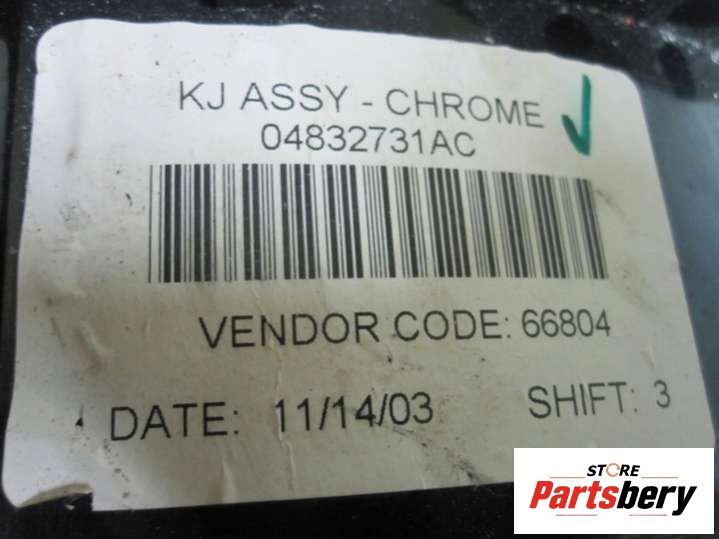 KJ ASSY - CHROME
04832731AC
VENDOR CODE: 66804
DATE: 11/14/03 SHIFT: 3
STORE
Partsbery